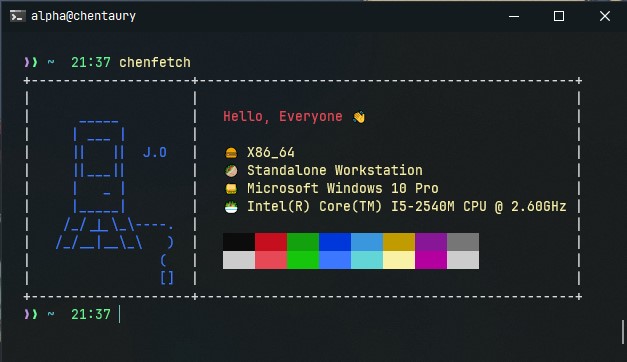 alpha@chentaury
❯❯ ~ 21:37 chenfetch
J.O
Hello, Everyone 👋
X86_64
Standalone Workstation
Microsoft Windows 10 Pro
Intel(R) Core(TM) I5-2540M CPU @ 2.60GHz
❯❯ ~ 21:37